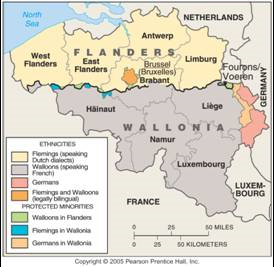 North
Sea
NETHERLANDS
Antwerp
West
Flanders
FLANDERS
East
Flanders
Brussel
(Bruxelles)
Brabant
Limburg
Fourons/
Voeren
GERMANY
Häinaut
Liège
WALLONIA
Namur
Luxembourg
LUXEM-
BOURG
FRANCE
ETHNICITIES
Flemings (speaking
Dutch dialects)
Walloons (speaking
French)
Germans
Flemings and Walloons
(legally bilingual)
PROTECTED MINORITIES
Walloons in Flanders
Flemings in Wallonia
Germans in Wallonia
0 25 50 MILES
0 25 50 KILOMETERS
Copyright © 2005 Pearson Prentice Hall, Inc.